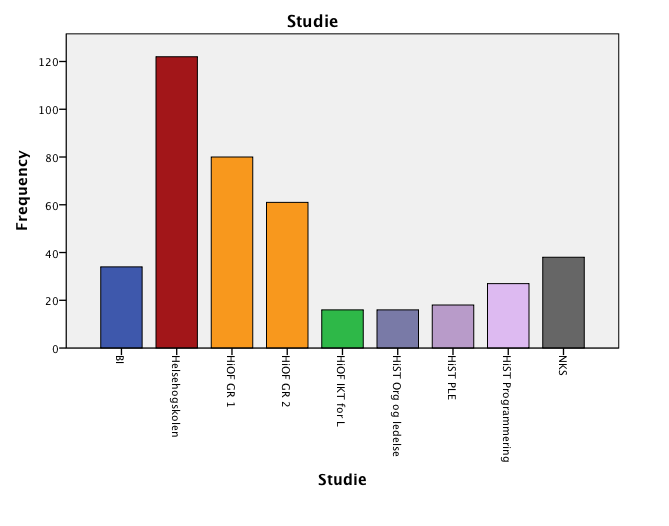 Studie
Frequency
120
100
80
60
40
20
0
BI
Helsehogskolen
HiOF GR 1
HiOF GR 2
HiOF IKT for L
HiST Org og ledelse
HiST PLE
HiST Programmering
NKS
Studie